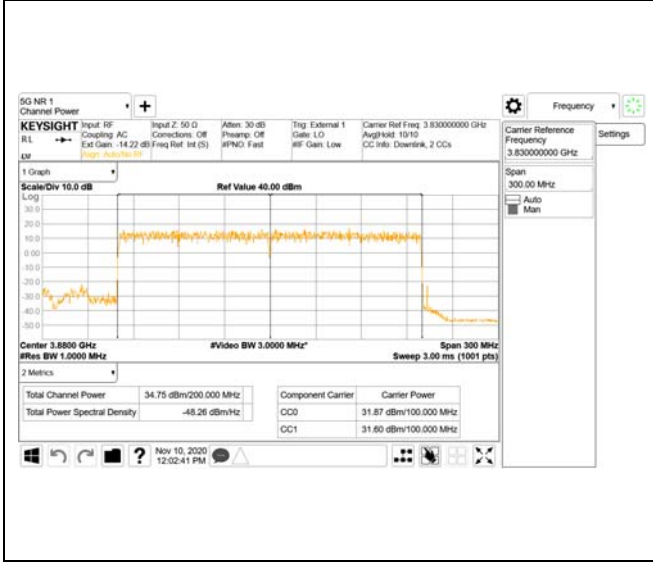 5G NR 1
Channel Power
Frequency
KEYSIGHT
RL
Input: RF
Coupling: AC
Ext Gain: -14.22 dB
Align: Auto/No RF
Input Z: 50 Ω
Corrections: Off
Freq Ref: Int (S)
Atten: 30 dB
Preamp: Off
#PNO: Fast
Trig: External 1
Gate: LO
#IF Gain: Low
Carrier Ref Freq: 3.830000000 GHz
Avg|Hold: 10/10
CC Info: Downlink, 2 CCs
Carrier Reference
Frequency
3.830000000 GHz
Settings
Span
300.00 MHz
Auto
Man
1 Graph
Scale/Div 10.0 dB
Ref Value 40.00 dBm
Log
30.0
20.0
10.0
0.00
-10.0
-20.0
-30.0
-40.0
-50.0
Center 3.8800 GHz
#Video BW 3.0000 MHz*
Span 300 MHz
#Res BW 1.0000 MHz
Sweep 3.00 ms (1001 pts)
2 Metrics
Total Channel Power 34.75 dBm/200.000 MHz
Total Power Spectral Density -48.26 dBm/Hz
Component Carrier Carrier Power
CC0 31.87 dBm/100.000 MHz
CC1 31.60 dBm/100.000 MHz
?
Nov 10, 2020
12:02:41 PM